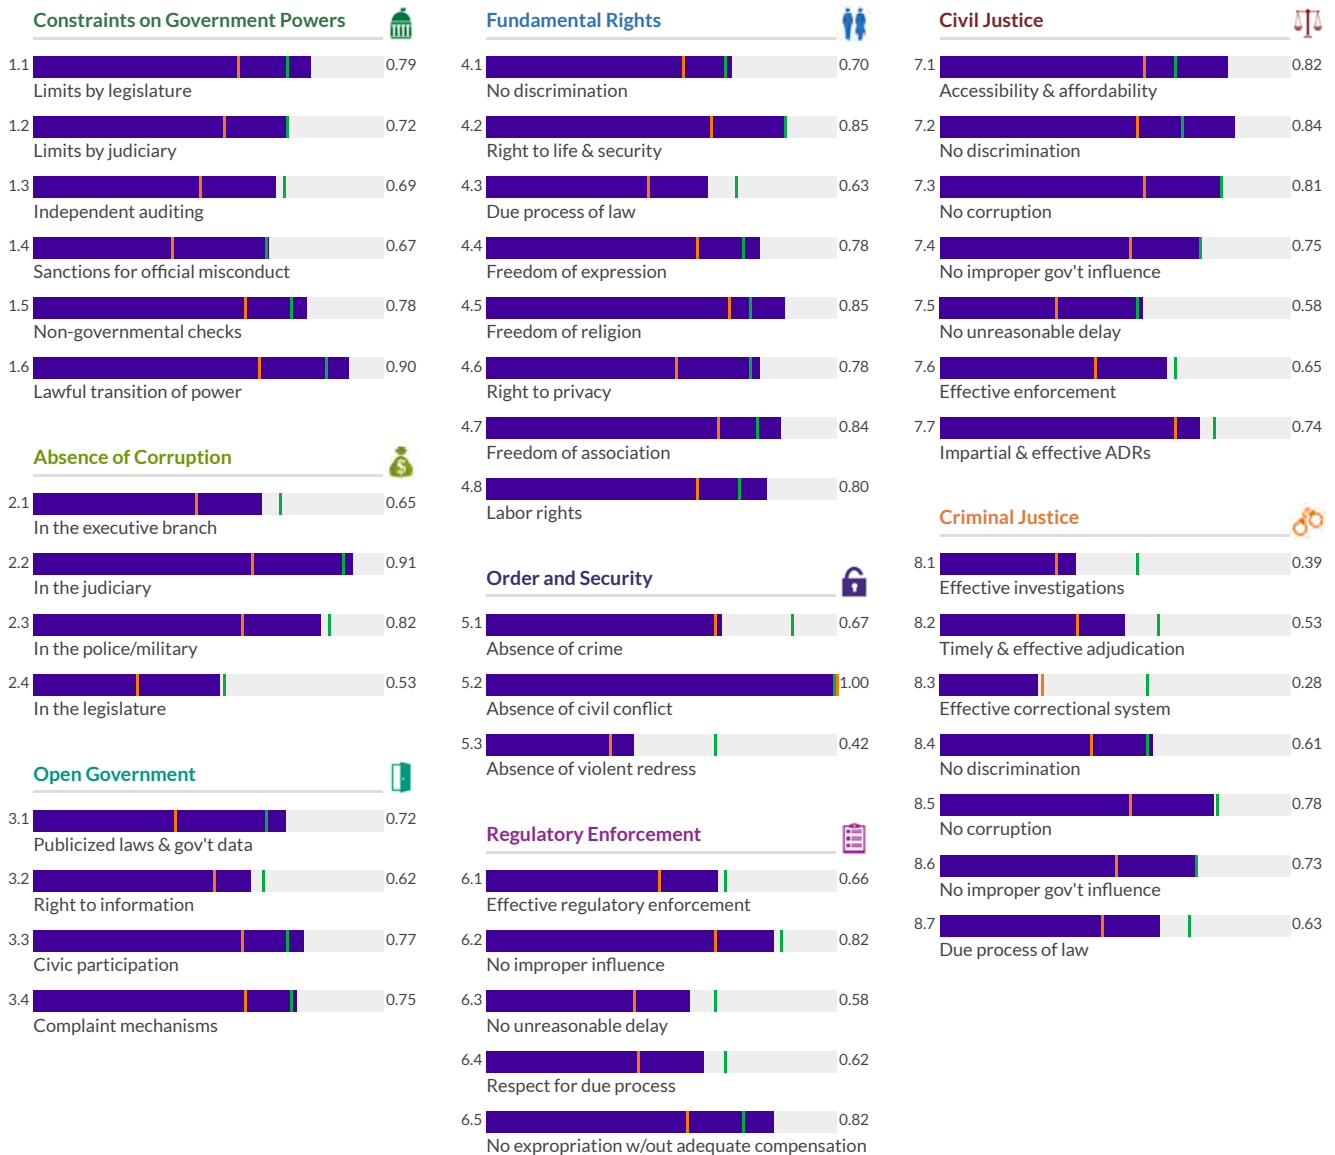 Constraints on Government Powers
1.1 0.79
Limits by legislature
1.2 0.72
Limits by judiciary
1.3 0.69
Independent auditing
1.4 0.67
Sanctions for official misconduct
1.5 0.78
Non-governmental checks
1.6 0.90
Lawful transition of power
Absence of Corruption
$
2.1 0.65
In the executive branch
2.2 0.91
In the judiciary
2.3 0.82
In the police/military
2.4 0.53
In the legislature
Open Government
3.1 0.72
Publicized laws & gov't data
3.2 0.62
Right to information
3.3 0.77
Civic participation
3.4 0.75
Complaint mechanisms
Fundamental Rights
4.1 0.70
No discrimination
4.2 0.85
Right to life & security
4.3 0.63
Due process of law
4.4 0.78
Freedom of expression
4.5 0.85
Freedom of religion
4.6 0.78
Right to privacy
4.7 0.84
Freedom of association
4.8 0.80
Labor rights
Order and Security
5.1 0.67
Absence of crime
5.2 1.00
Absence of civil conflict
5.3 0.42
Absence of violent redress
Regulatory Enforcement
6.1 0.66
Effective regulatory enforcement
6.2 0.82
No improper influence
6.3 0.58
No unreasonable delay
6.4 0.62
Respect for due process
6.5 0.82
No expropriation w/out adequate compensation
Civil Justice
7.1 0.82
Accessibility & affordability
7.2 0.84
No discrimination
7.3 0.81
No corruption
7.4 0.75
No improper gov't influence
7.5 0.58
No unreasonable delay
7.6 0.65
Effective enforcement
7.7 0.74
Impartial & effective ADRs
Criminal Justice
8.1 0.39
Effective investigations
8.2 0.53
Timely & effective adjudication
8.3 0.28
Effective correctional system
8.4 0.61
No discrimination
8.5 0.78
No corruption
8.6 0.73
No improper gov't influence
8.7 0.63
Due process of law